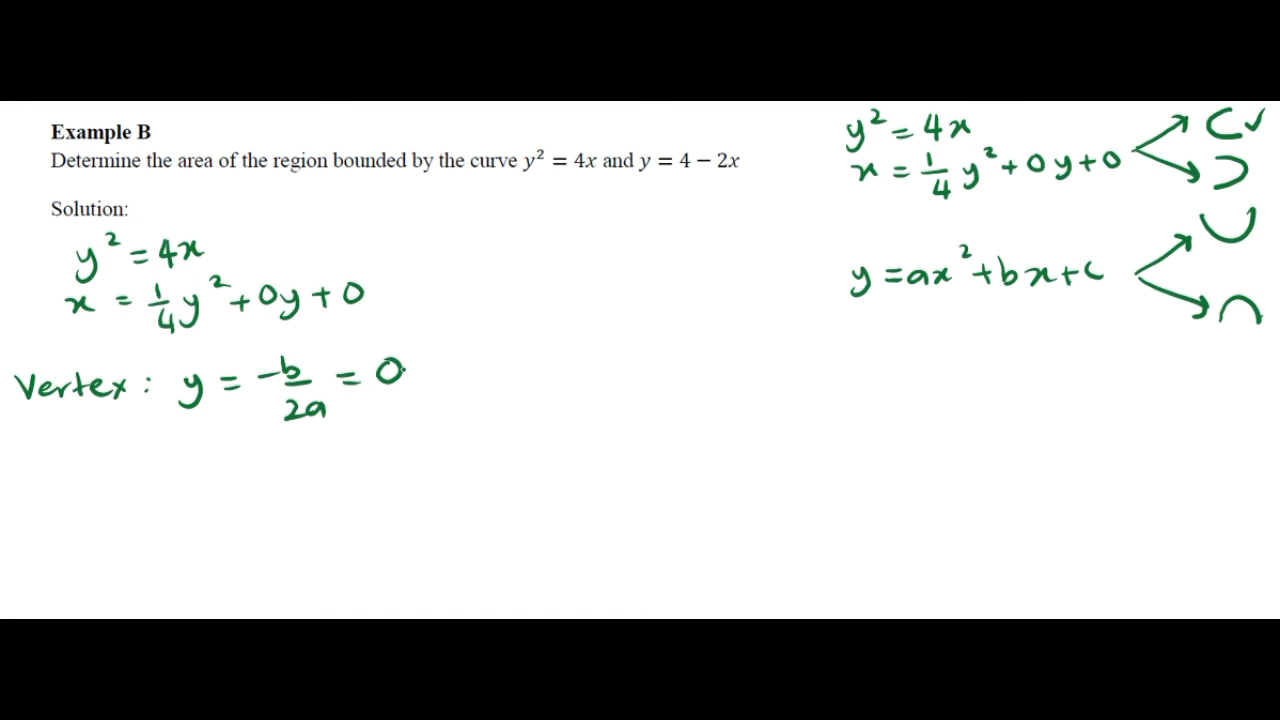 Example B
Determine the area of the region bounded by the curve y² = 4x and y = 4 − 2x
Solution:
y² = 4x
x = 1/4 y² + 0y + 0
Vertex: y = -b/2a = 0
y² = 4x
x = 1/4 y² + 0y + 0
y = ax² + bx + c